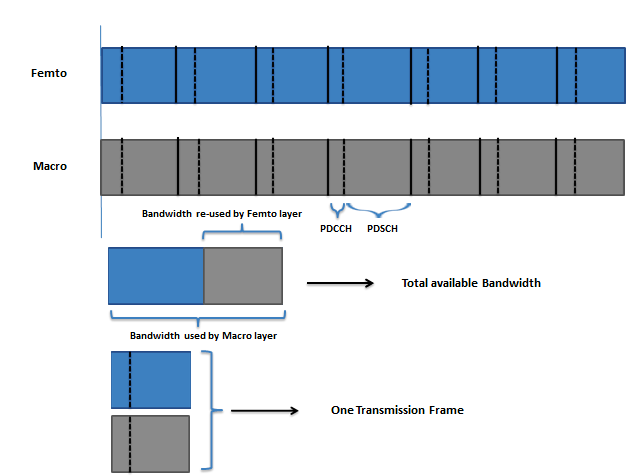 Femto
Macro
Bandwidth re-used by Femto layer
PDCCH
PDSCH
Total available Bandwidth
Bandwidth used by Macro layer
One Transmission Frame